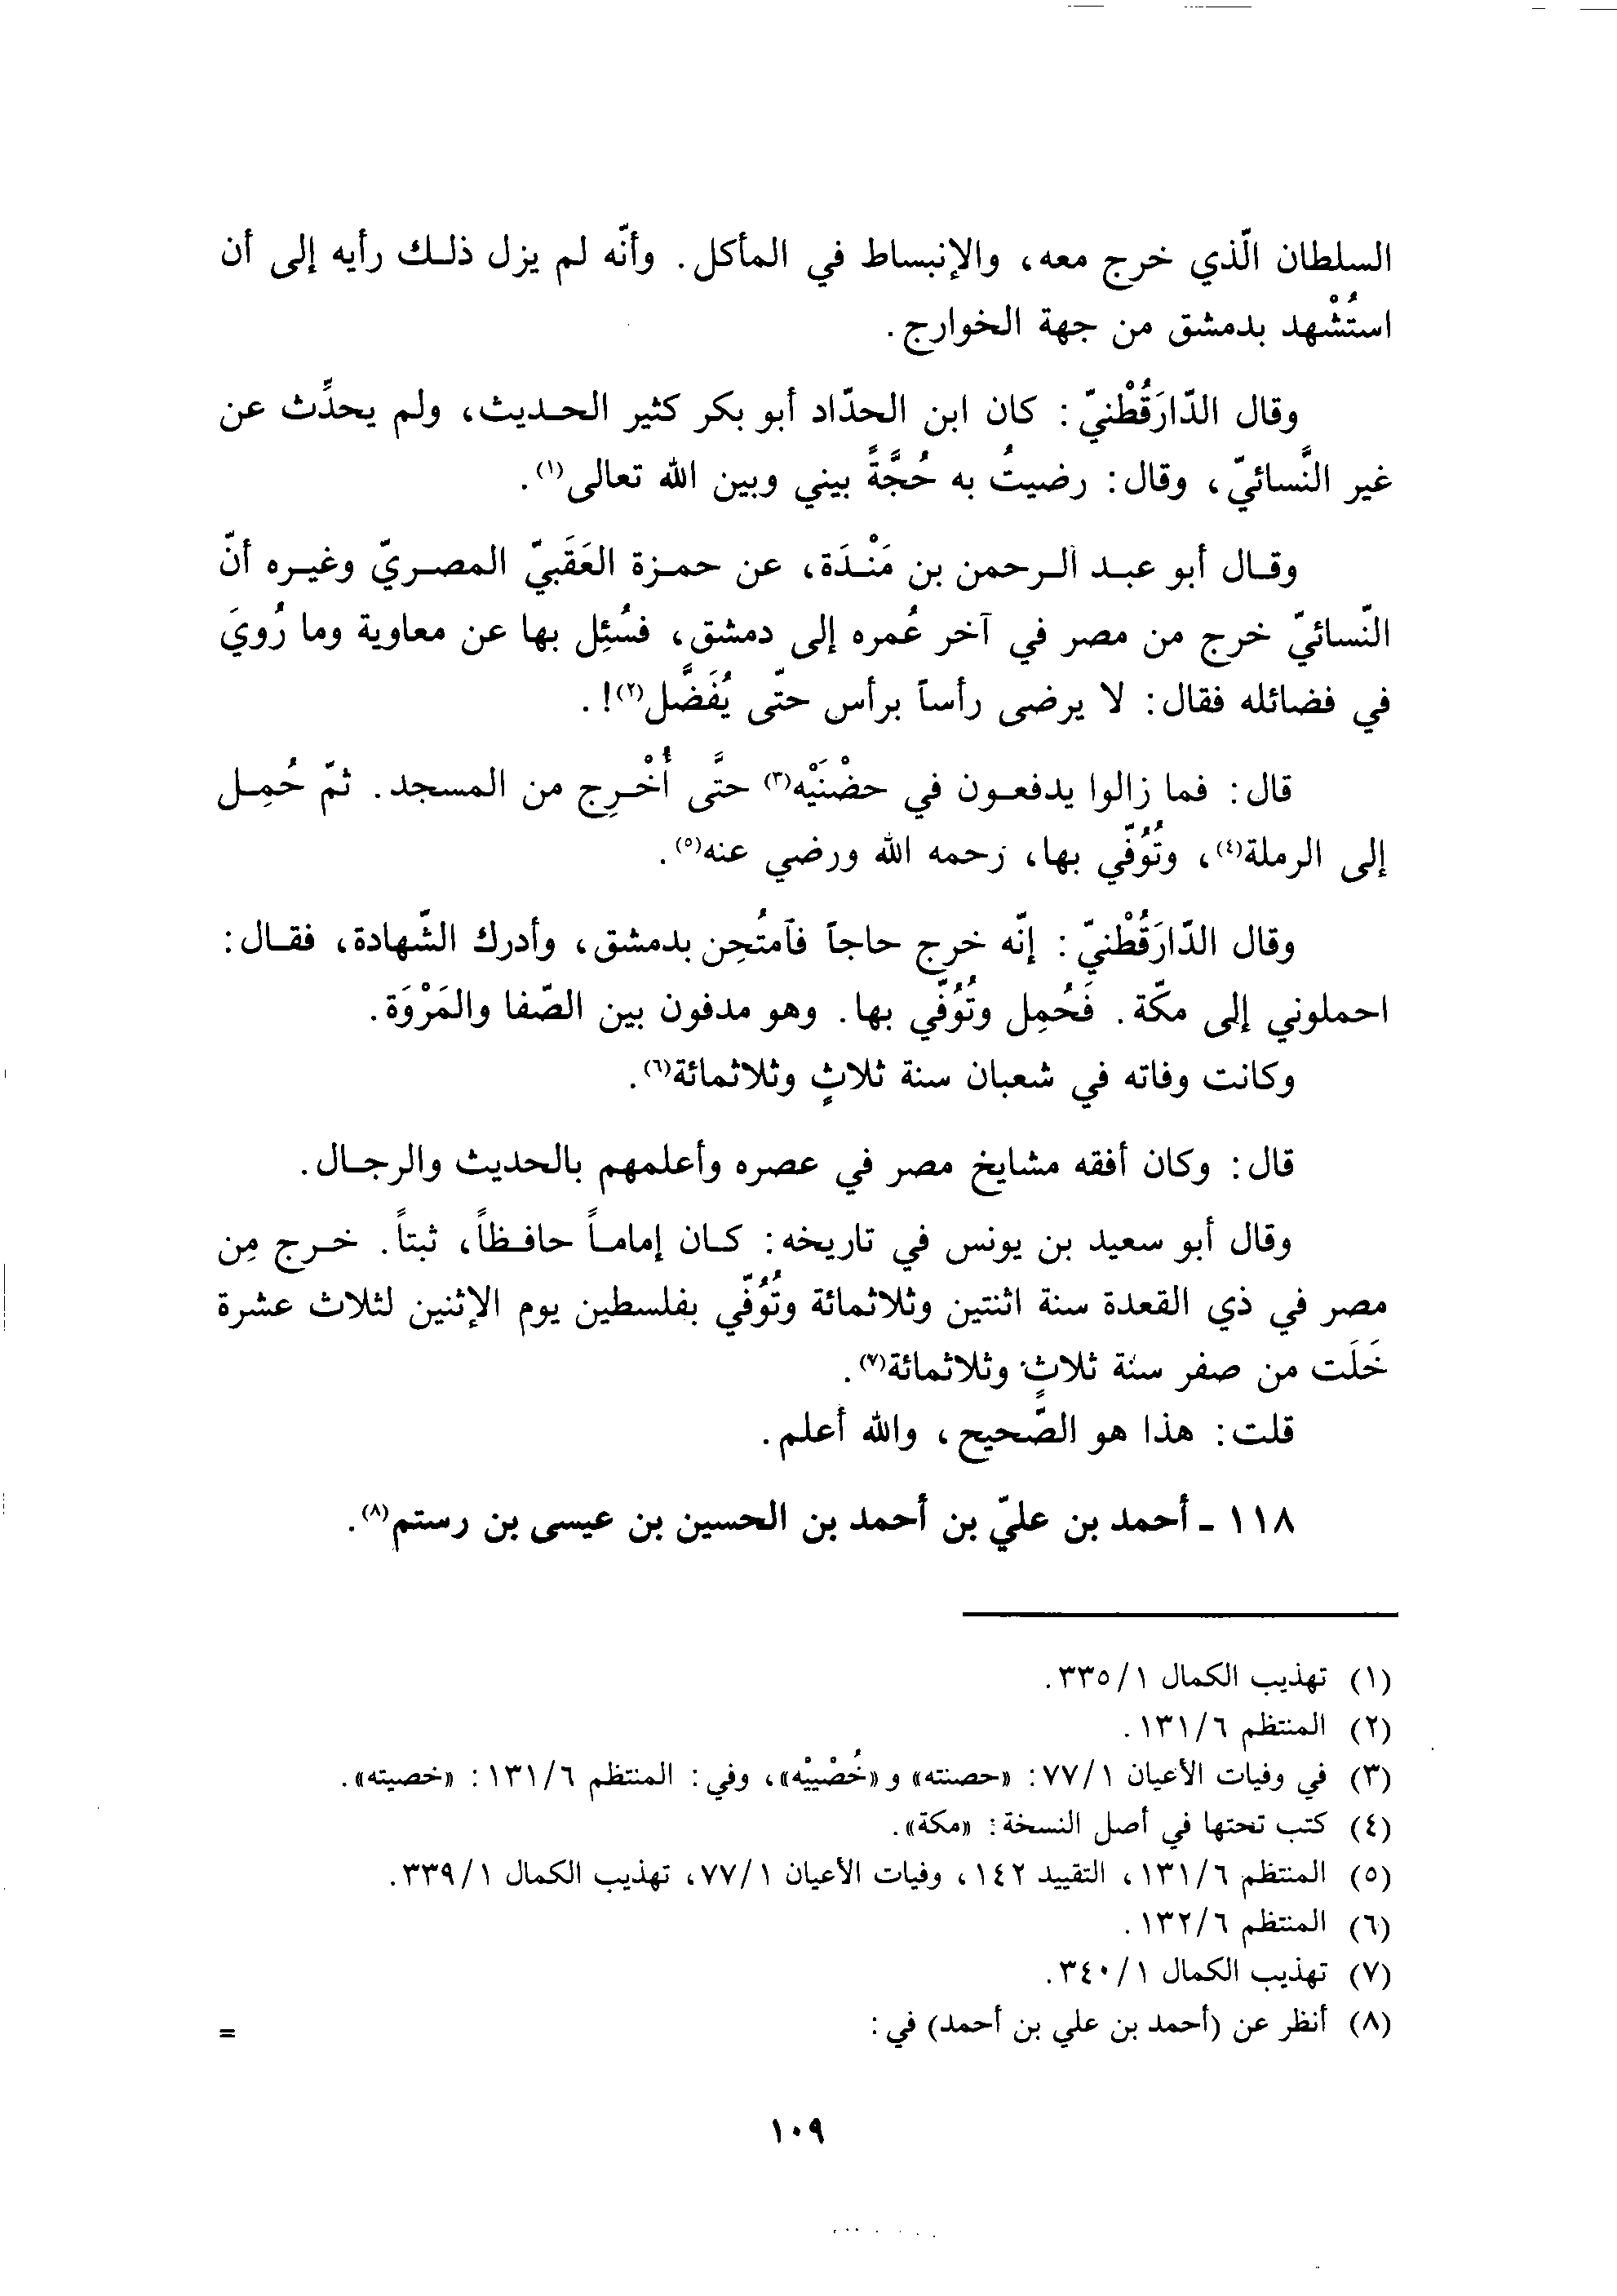 السلطان الّذي خرج معه، والإنبساط في المأكل. وأنّه لم يزل ذلك رأيه إلى أن
استُشْهد بدمشق من جهة الخوارج.
وقال الدّارَقُطْنيّ: كان ابن الحدّاد أبو بكر كثير الحديث، ولم يحدِّث عن
غير النَّسائيّ، وقال: رضيتُ به حُجَّةً بيني وبين الله تعالى(١).
وقال أبو عبد الرحمن بن مَنْدَة، عن حمزة العَقَبيّ المصريّ وغيره أنّ
النّسائيّ خرج من مصر في آخر عُمره إلى دمشق، فسُئِل بها عن معاوية وما رُويَ
في فضائله فقال: لا يرضى رأساً برأس حتّى يُفَضَّل(٢)!.
قال: فما زالوا يدفعون في حضْنَيْه(٣) حتَّى أُخْرِج من المسجد. ثمّ حُمِل
إلى الرملة(٤)، وتُوُفّي بها، رحمه الله ورضي عنه(٥).
وقال الدّارَقُطْنيّ: إنّه خرج حاجاً فآمتُحِن بدمشق، وأدرك الشّهادة، فقال:
احملوني إلى مكّة. فَحُمِل وتُوُفّي بها. وهو مدفون بين الصّفا والمَرْوَة.
وكانت وفاته في شعبان سنة ثلاثٍ وثلاثمائة(٦).
قال: وكان أفقه مشايخ مصر في عصره وأعلمهم بالحديث والرجال.
وقال أبو سعيد بن يونس في تاريخه: كان إماماً حافظاً، ثبتاً. خرج مِن
مصر في ذي القعدة سنة اثنتين وثلاثمائة وتُوُفّي بفلسطين يوم الإثنين لثلاث عشرة
خَلَت من صفر سنة ثلاثٍ وثلاثمائة(٧).
قلت: هذا هو الصّحيح، والله أعلم.
١١٨ - أحمد بن عليّ بن أحمد بن الحسين بن عيسى بن رستم(٨).
(١) تهذيب الكمال ١/٣٣٥.
(٢) المنتظم ٦/١٣١.
(٣) في وفيات الأعيان ١/٧٧: «حصنته» و«خُصْييْه»، وفي: المنتظم ٦/١٣١: «خصيته».
(٤) كتب تحتها في أصل النسخة: «مكة».
(٥) المنتظم ٦/١٣١، التقييد ١٤٢، وفيات الأعيان ١/٧٧، تهذيب الكمال ١/٣٣٩.
(٦) المنتظم ٦/١٣٢.
(٧) تهذيب الكمال ١/٣٤٠.
(٨) أنظر عن (أحمد بن علي بن أحمد) في: =
١٠٩